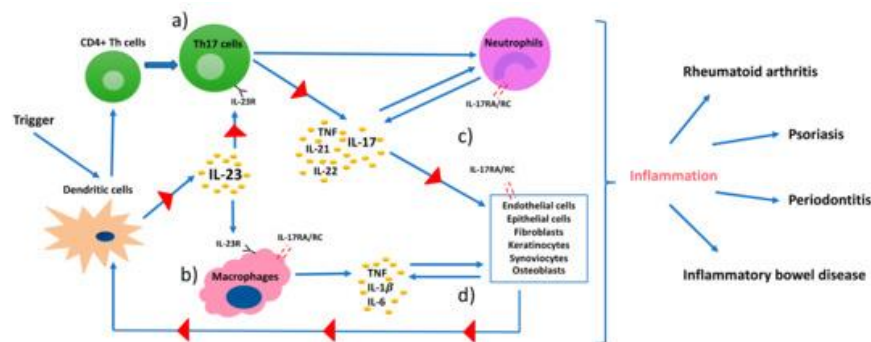 a)
CD4+ Th cells
Th17 cells
Neutrophils
IL-23R
IL-17RA/RC
Trigger
TNF
IL-17
IL-21
IL-22
c)
IL-23
Dendritic cells
IL-17RA/RC
Endothelial cells
Epithelial cells
Fibroblasts
Keratinocytes
Synoviocytes
Osteoblasts
IL-23R
IL-17RA/RC
b)
Macrophages
TNF
IL-1β
IL-6
d)
Inflammation
Rheumatoid arthritis
Psoriasis
Periodontitis
Inflammatory bowel disease